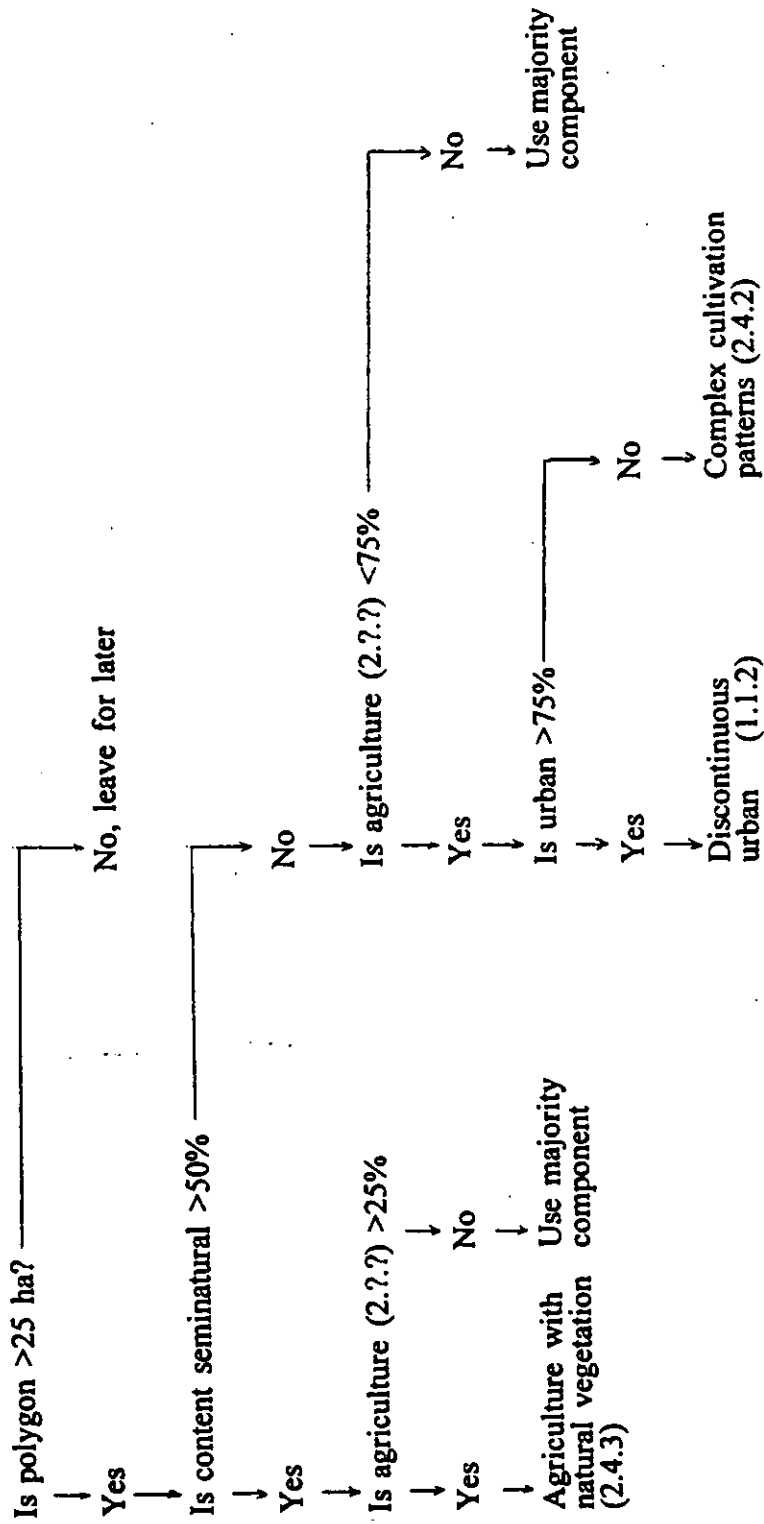 Is polygon >25 ha?
Yes
No, leave for later
Is content seminatural >50%
Yes
No
Is agriculture (2.?.?) >25%
Is agriculture (2.?.?) <75%
Yes
No
Yes
No
Agriculture with
natural vegetation
(2.4.3)
Use majority
component
Is urban >75%
Use majority
component
Yes
No
Discontinuous
urban (1.1.2)
Complex cultivation
patterns (2.4.2)